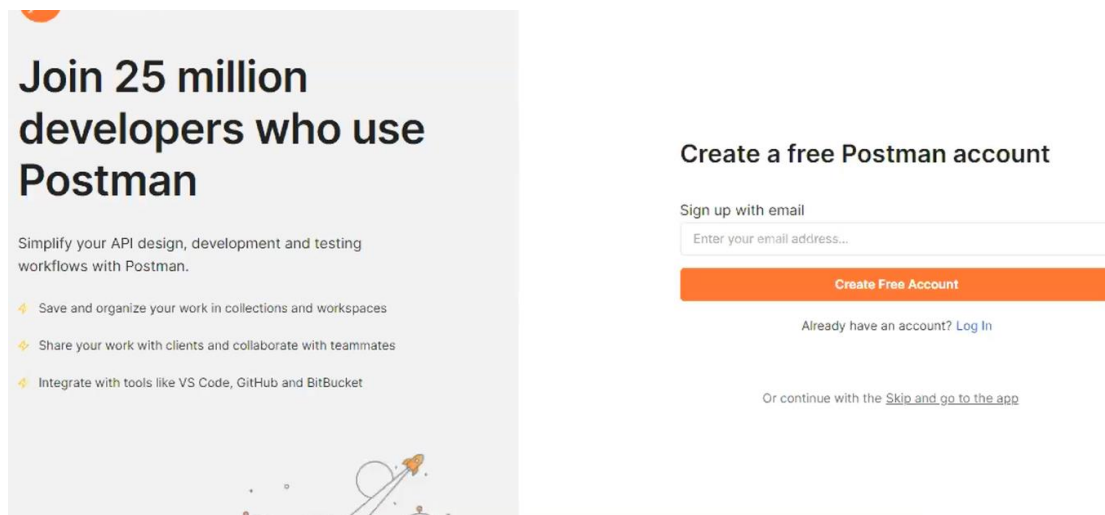 Join 25 million
developers who use
Postman
Simplify your API design, development and testing
workflows with Postman.
Save and organize your work in collections and workspaces
Share your work with clients and collaborate with teammates
Integrate with tools like VS Code, GitHub and BitBucket
Create a free Postman account
Sign up with email
Enter your email address...
Create Free Account
Already have an account? Log In
Or continue with the Skip and go to the app